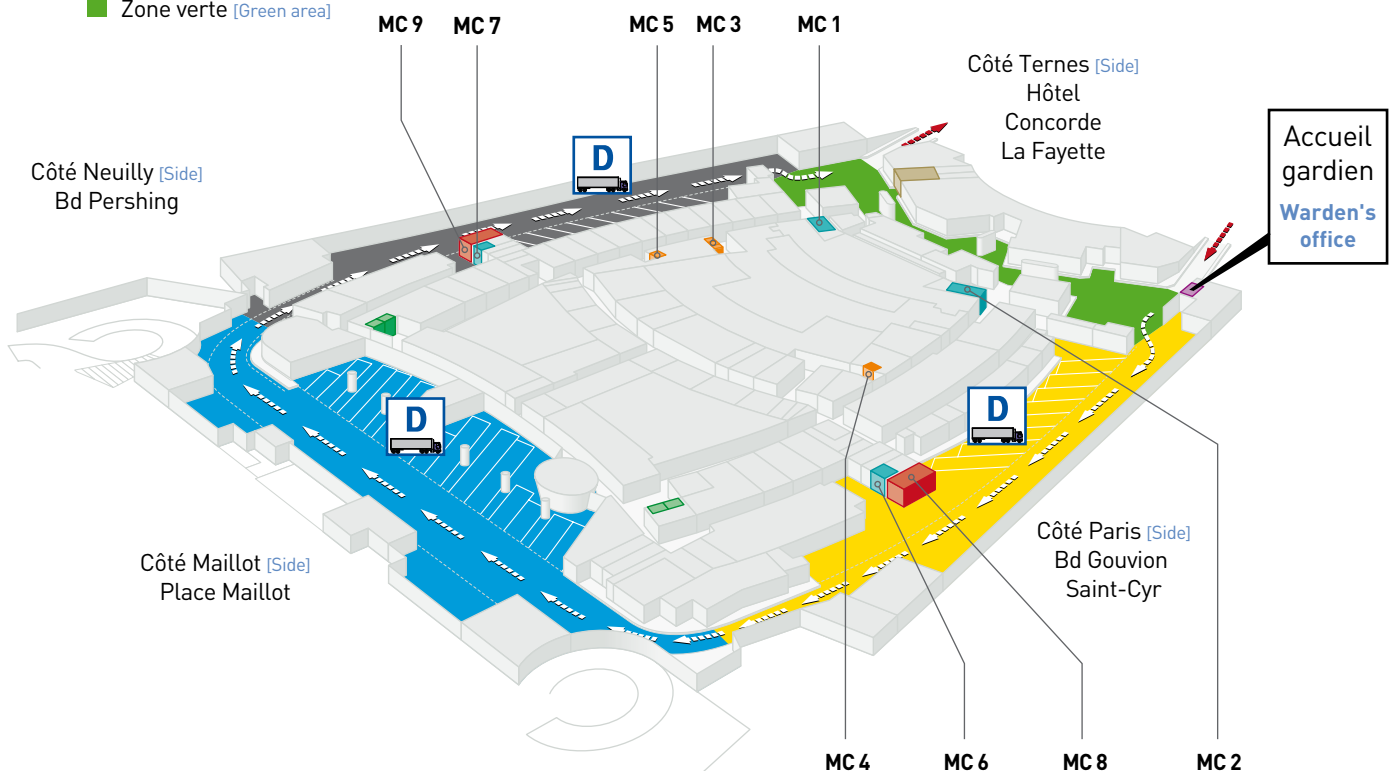 Zone verte [Green area]
MC 9
MC 7
MC 5
MC 3
MC 1
Côté Ternes [Side]
Hôtel
Concorde
La Fayette
Accueil
gardien
Warden's
office
Côté Neuilly [Side]
Bd Pershing
D
D
D
Côté Maillot [Side]
Place Maillot
Côté Paris [Side]
Bd Gouvion
Saint-Cyr
MC 4
MC 6
MC 8
MC 2